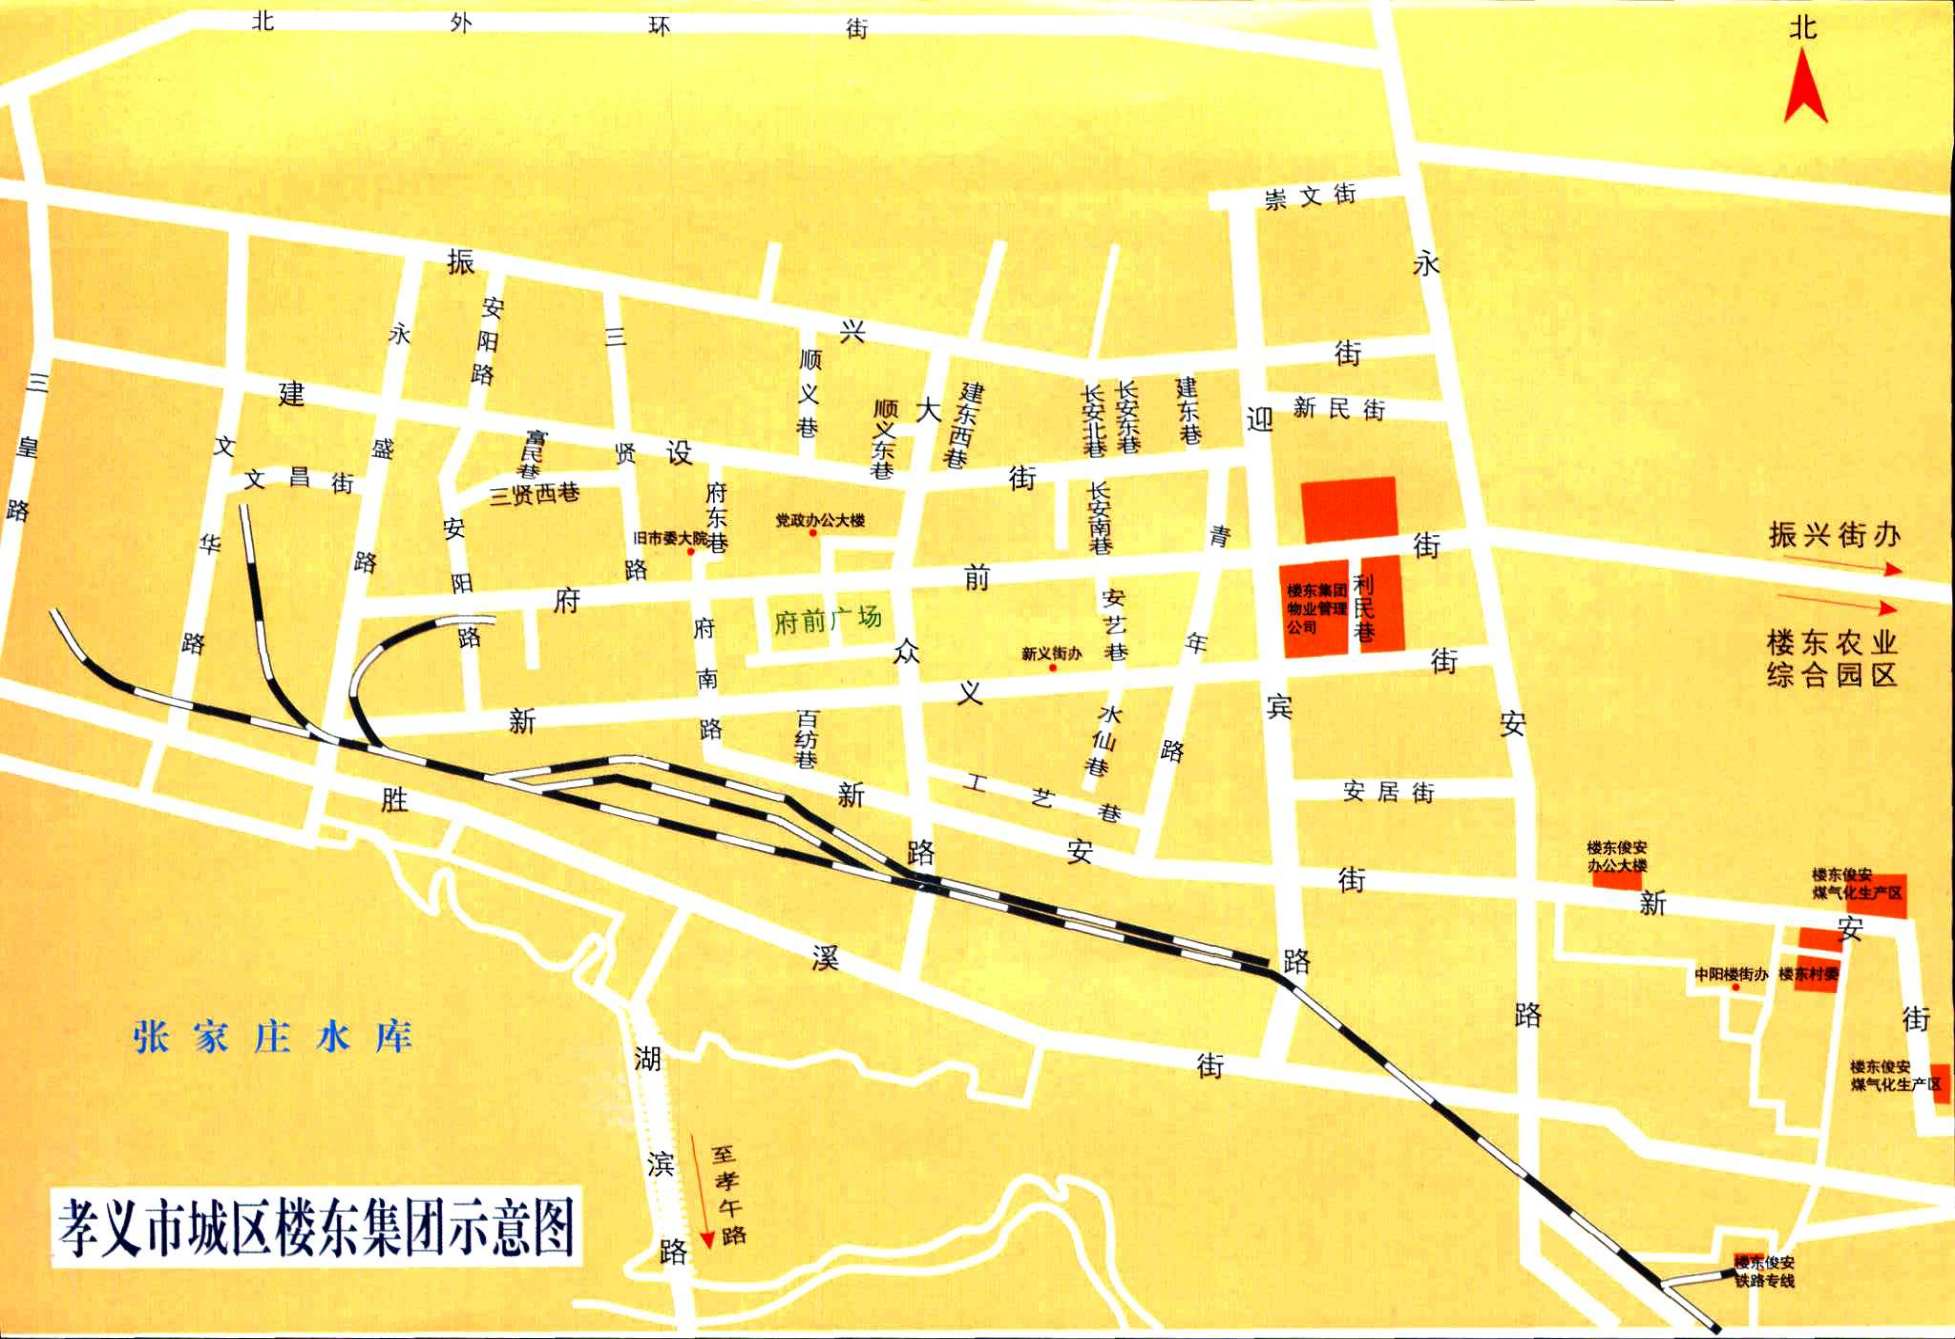 北外环街
北
崇文街
振兴街
永安路
安阳路
永盛路
三贤路
顺义巷
顺义东巷
大众路
建东西巷
长安北巷
长安东巷
建东巷
迎宾路
新民街
三皇路
建设街
文华路
文昌街
富民巷
三贤西巷
府东巷
旧市委大院
党政办公大楼
长安南巷
青年路
安阳路
府前街
府前广场
楼东集团
物业管理
公司
利民巷
振兴街办
楼东农业
综合园区
府南路
新义街办
安艺巷
新义街
百纺巷
水仙巷
工艺巷
安居街
胜溪街
新安街
楼东俊安
办公大楼
楼东俊安
煤气化生产区
新安街
中阳楼街办
楼东村委
楼东俊安
煤气化生产区
张家庄水库
湖滨路
至孝午路
孝义市城区楼东集团示意图
楼东俊安
铁路专线